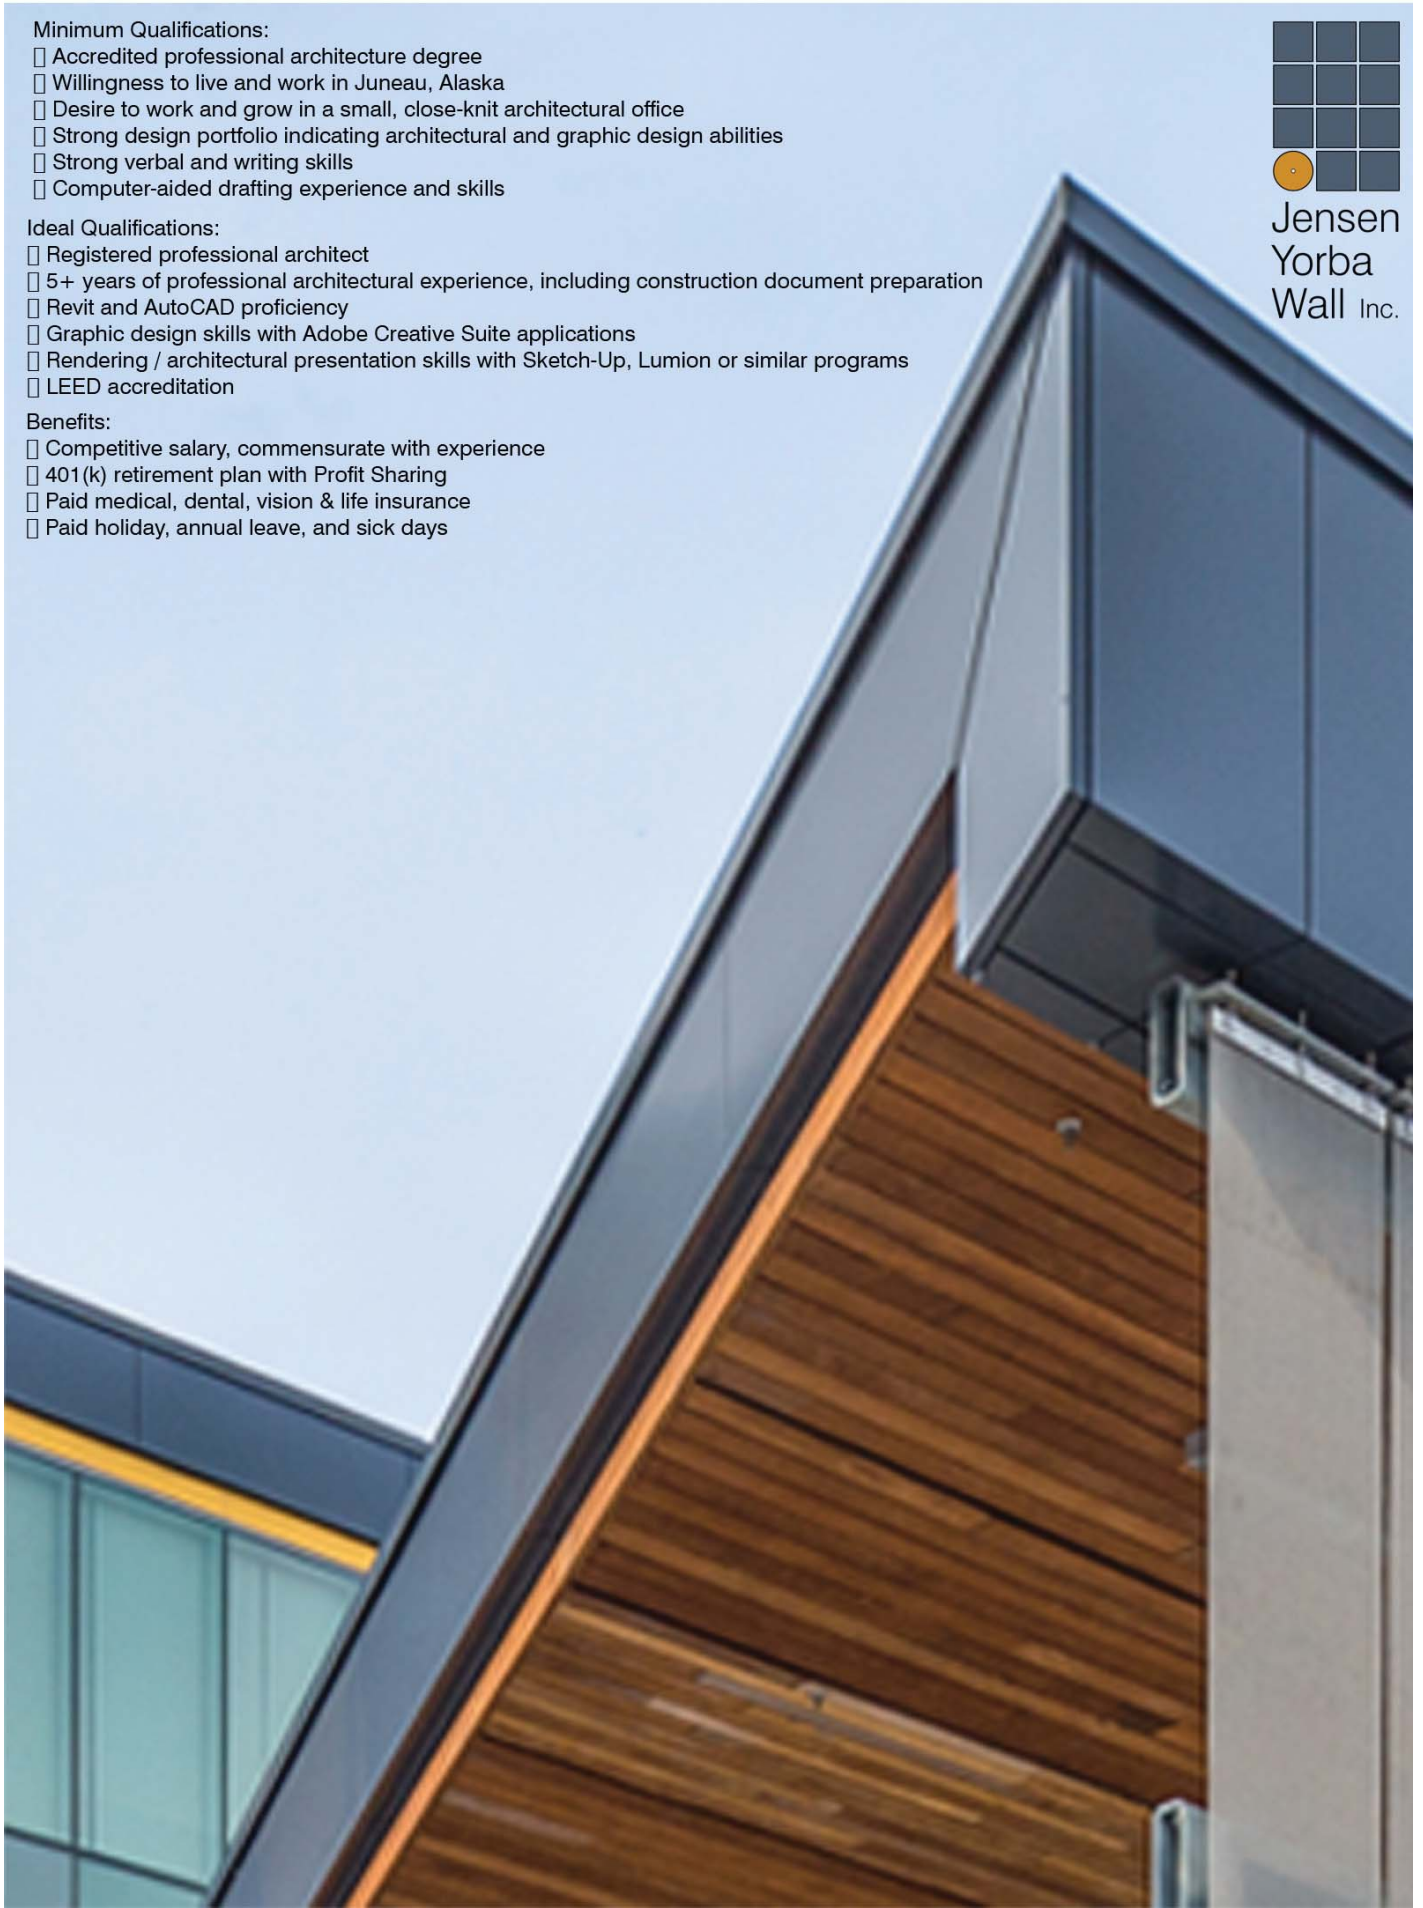 Minimum Qualifications:
▯ Accredited professional architecture degree
▯ Willingness to live and work in Juneau, Alaska
▯ Desire to work and grow in a small, close-knit architectural office
▯ Strong design portfolio indicating architectural and graphic design abilities
▯ Strong verbal and writing skills
▯ Computer-aided drafting experience and skills
Ideal Qualifications:
▯ Registered professional architect
▯ 5+ years of professional architectural experience, including construction document preparation
▯ Revit and AutoCAD proficiency
▯ Graphic design skills with Adobe Creative Suite applications
▯ Rendering / architectural presentation skills with Sketch-Up, Lumion or similar programs
▯ LEED accreditation
Benefits:
▯ Competitive salary, commensurate with experience
▯ 401(k) retirement plan with Profit Sharing
▯ Paid medical, dental, vision & life insurance
▯ Paid holiday, annual leave, and sick days
Jensen
Yorba
Wall Inc.